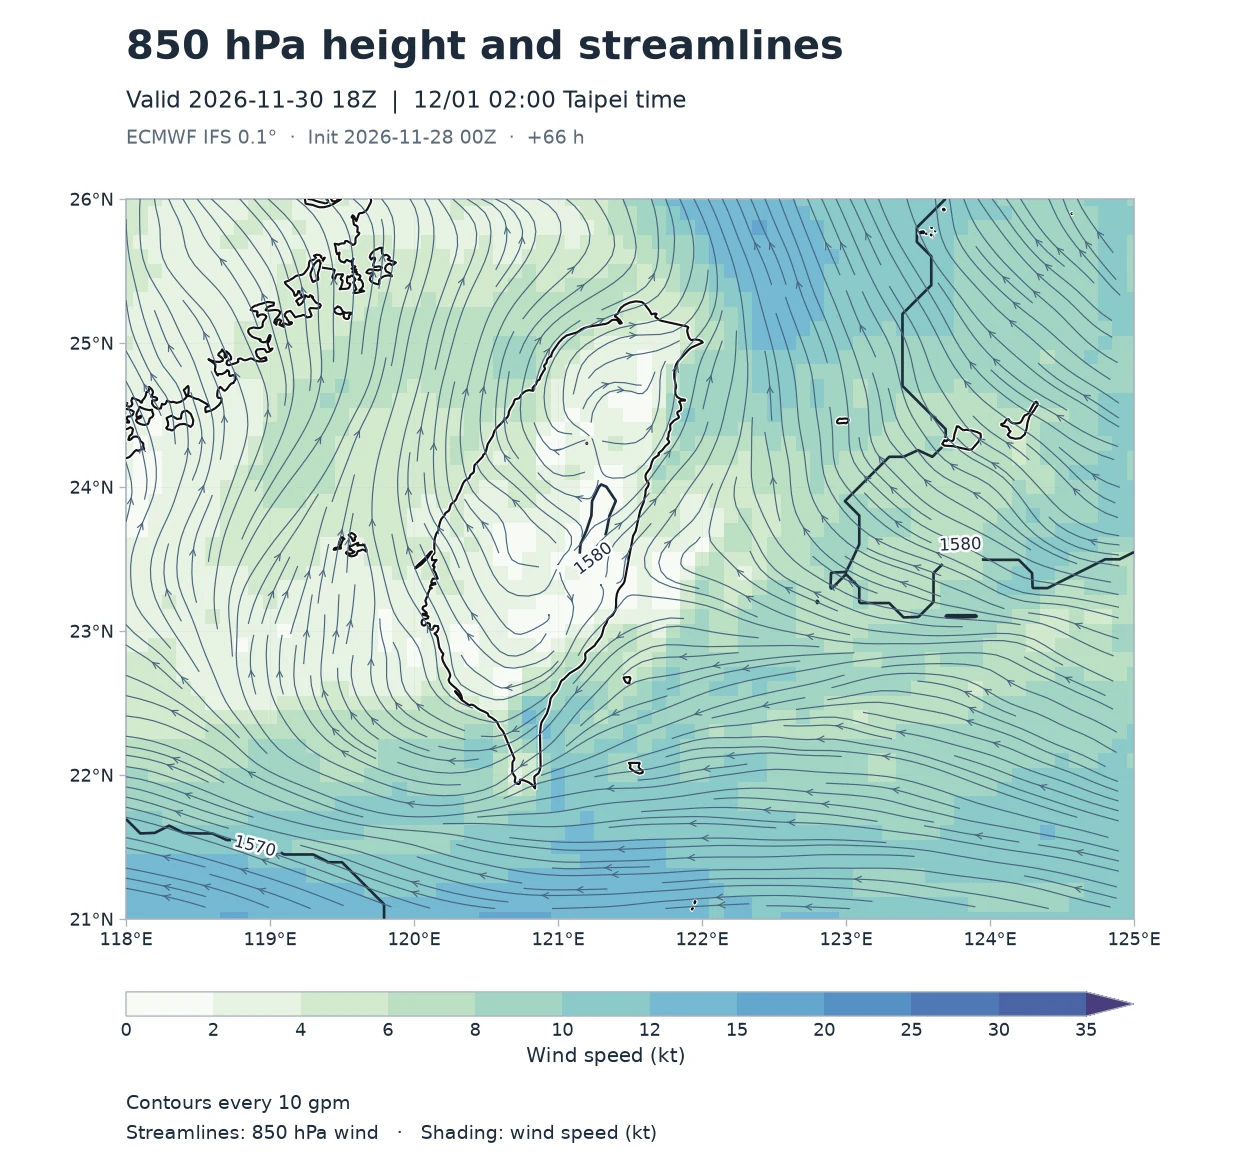 850 hPa height and streamlines
Valid 2026-11-30 18Z | 12/01 02:00 Taipei time
ECMWF IFS 0.1° · Init 2026-11-28 00Z · +66 h
26°N
25°N
24°N
23°N
22°N
21°N
1580
1580
1570
118°E 119°E 120°E 121°E 122°E 123°E 124°E 125°E
0 2 4 6 8 10 12 15 20 25 30 35
Wind speed (kt)
Contours every 10 gpm
Streamlines: 850 hPa wind · Shading: wind speed (kt)